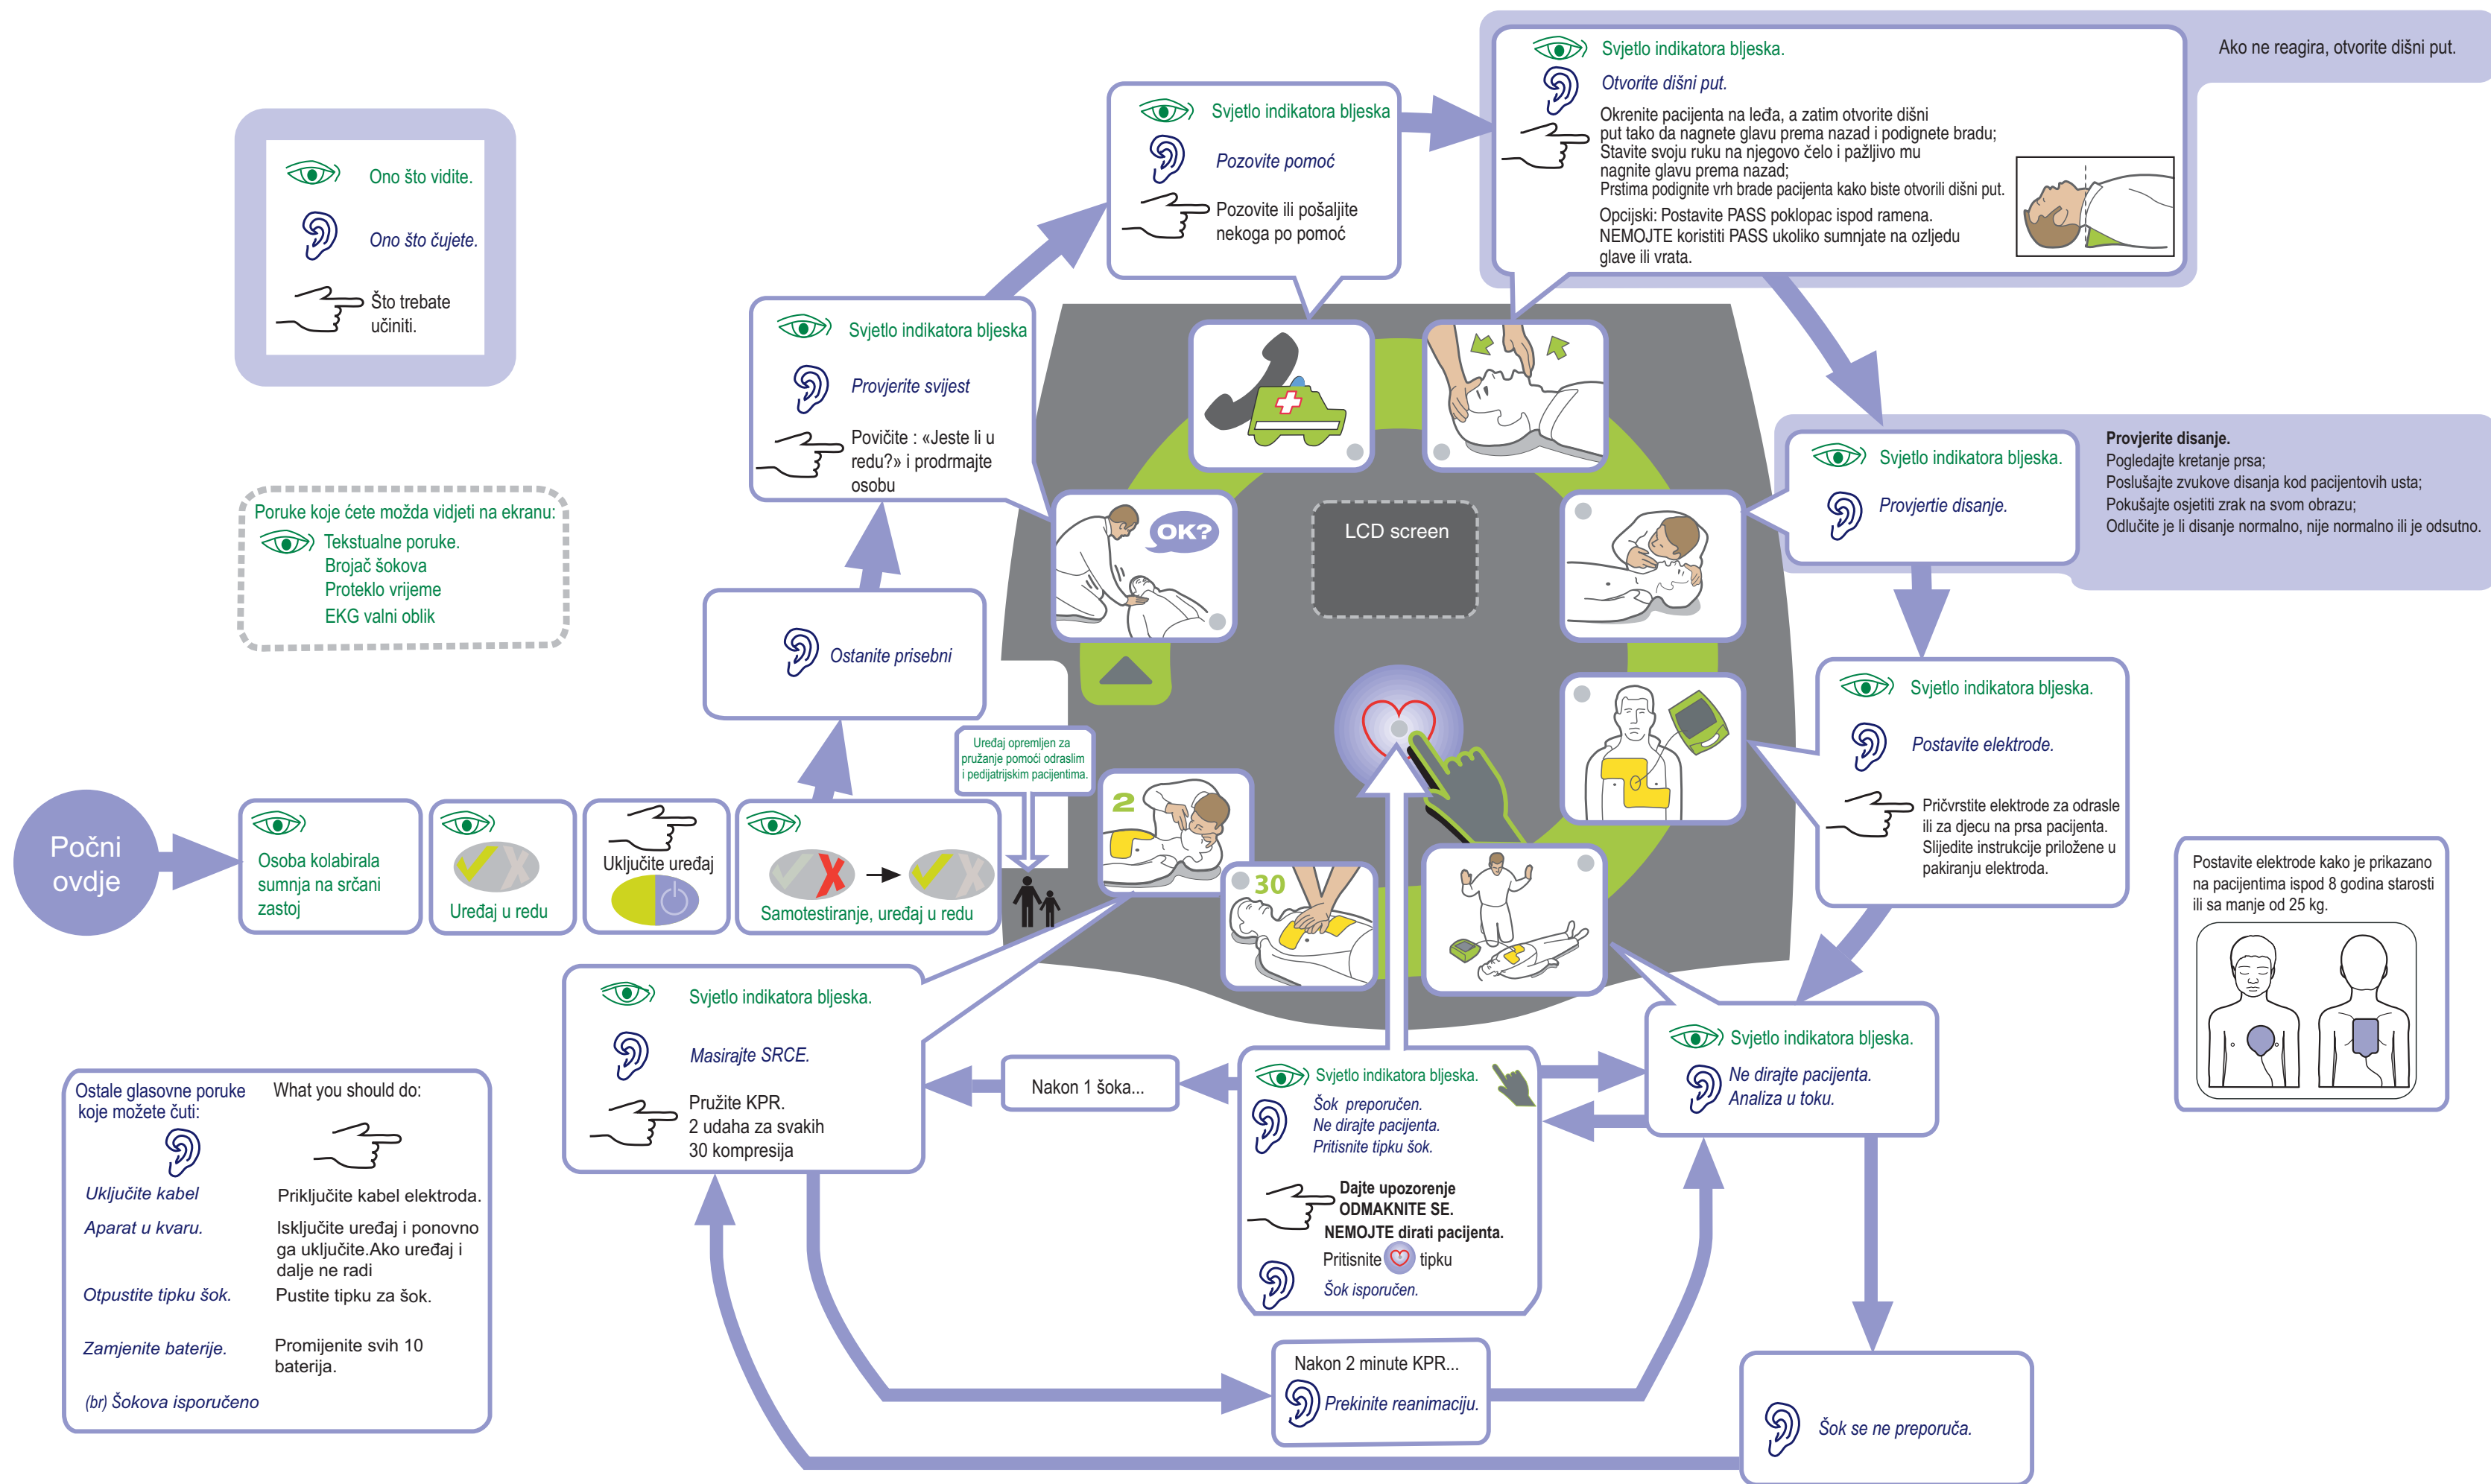 Ono što vidite.
Ono što čujete.
Što trebate
učiniti.
Poruke koje ćete možda vidjeti na ekranu:
Tekstualne poruke.
Brojač šokova
Proteklo vrijeme
EKG valni oblik
Počni
ovdje
Osoba kolabirala
sumnja na srčani
zastoj
Uređaj u redu
Uključite uređaj
Samotestiranje, uređaj u redu
Uređaj opremljen za
pružanje pomoći odraslim
i pedijatrijskim pacijentima.
Ostanite prisebni
Svjetlo indikatora bljeska
Provjerite svijest
Povičite : «Jeste li u
redu?» i prodrmajte
osobu
Svjetlo indikatora bljeska
Pozovite pomoć
Pozovite ili pošaljite
nekoga po pomoć
Svjetlo indikatora bljeska.
Otvorite dišni put.
Okrenite pacijenta na leđa, a zatim otvorite dišni
put tako da nagnete glavu prema nazad i podignete bradu;
Stavite svoju ruku na njegovo čelo i pažljivo mu
nagnite glavu prema nazad;
Prstima podignite vrh brade pacijenta kako biste otvorili dišni put.
Opcijski: Postavite PASS poklopac ispod ramena.
NEMOJTE koristiti PASS ukoliko sumnjate na ozljedu
glave ili vrata.
Ako ne reagira, otvorite dišni put.
Svjetlo indikatora bljeska.
Provjertie disanje.
Provjerite disanje.
Pogledajte kretanje prsa;
Poslušajte zvukove disanja kod pacijentovih usta;
Pokušajte osjetiti zrak na svom obrazu;
Odlučite je li disanje normalno, nije normalno ili je odsutno.
OK?
LCD screen
2
30
Svjetlo indikatora bljeska.
Postavite elektrode.
Pričvrstite elektrode za odrasle
ili za djecu na prsa pacijenta.
Slijedite instrukcije priložene u
pakiranju elektroda.
Postavite elektrode kako je prikazano
na pacijentima ispod 8 godina starosti
ili sa manje od 25 kg.
Svjetlo indikatora bljeska.
Ne dirajte pacijenta.
Analiza u toku.
Svjetlo indikatora bljeska.
Šok preporučen.
Ne dirajte pacijenta.
Pritisnite tipku šok.
Dajte upozorenje
ODMAKNITE SE.
NEMOJTE dirati pacijenta.
Pritisnite tipku
Šok isporučen.
Nakon 1 šoka...
Svjetlo indikatora bljeska.
Masirajte SRCE.
Pružite KPR.
2 udaha za svakih
30 kompresija
Nakon 2 minute KPR...
Prekinite reanimaciju.
Šok se ne preporuča.
Ostale glasovne poruke
koje možete čuti:
What you should do:
Uključite kabel
Priključite kabel elektroda.
Aparat u kvaru.
Isključite uređaj i ponovno
ga uključite.Ako uređaj i
dalje ne radi
Otpustite tipku šok.
Pustite tipku za šok.
Zamjenite baterije.
Promijenite svih 10
baterija.
(br) Šokova isporučeno